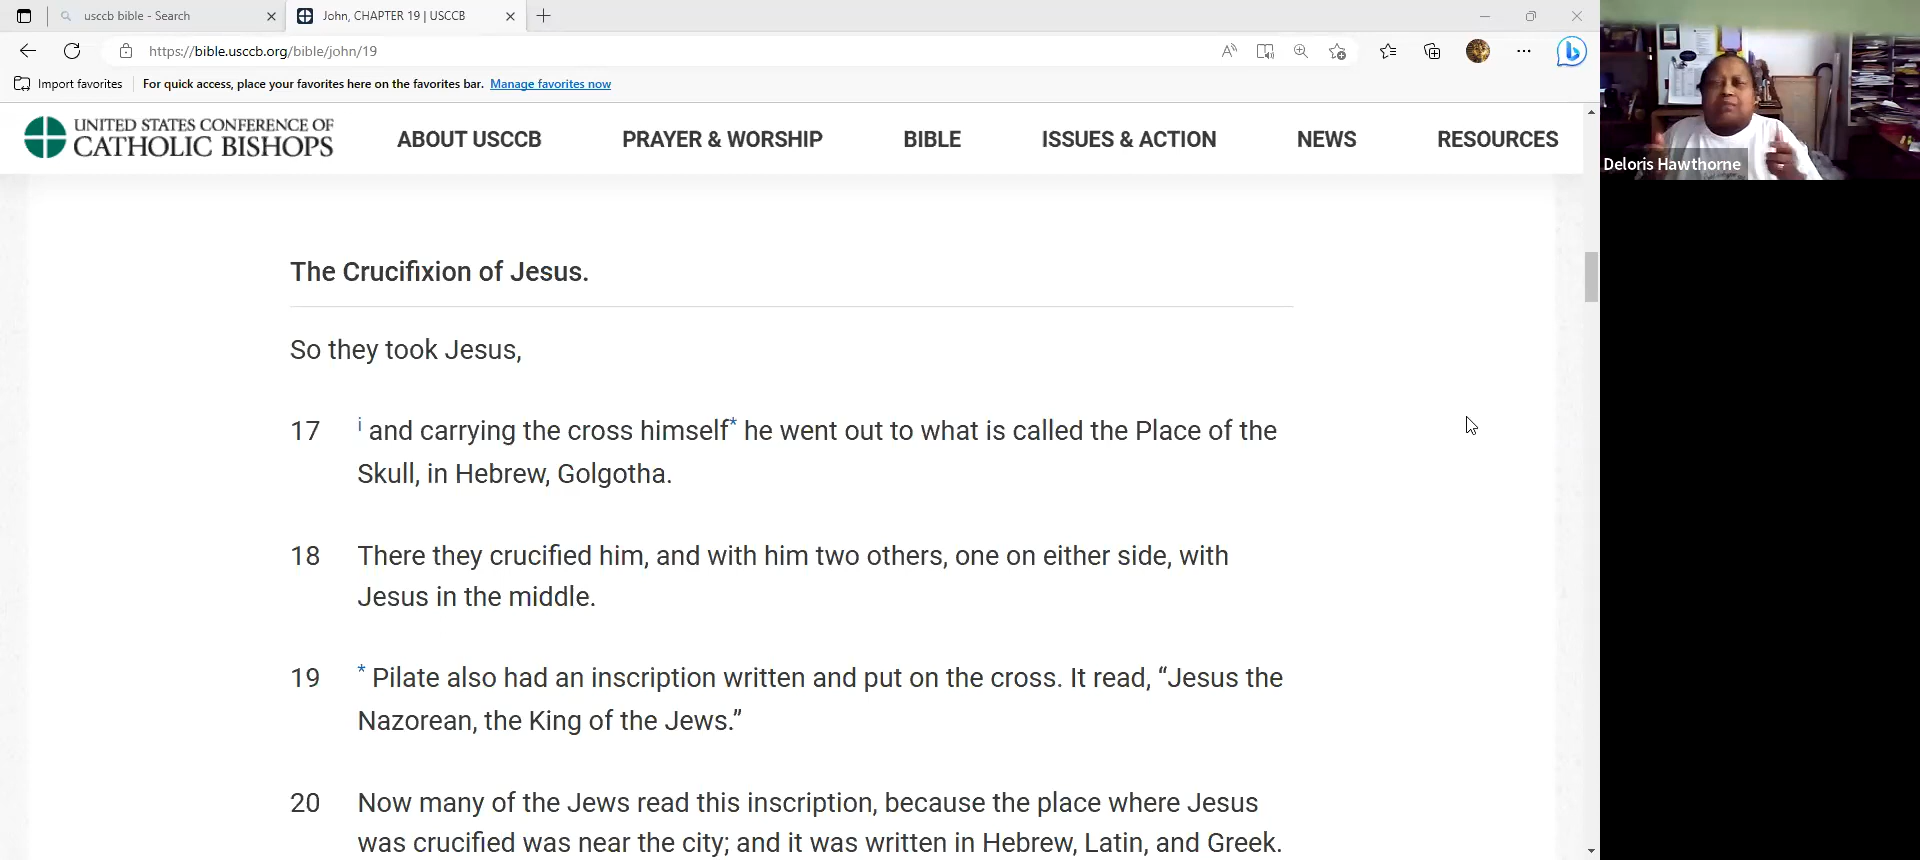 usccb bible - Search
John, CHAPTER 19 | USCCB
https://bible.usccb.org/bible/john/19
Import favorites
For quick access, place your favorites here on the favorites bar. Manage favorites now
UNITED STATES CONFERENCE OF
CATHOLIC BISHOPS
ABOUT USCCB
PRAYER & WORSHIP
BIBLE
ISSUES & ACTION
NEWS
RESOURCES
Deloris Hawthorne
The Crucifixion of Jesus.
So they took Jesus,
17 i and carrying the cross himself* he went out to what is called the Place of the
Skull, in Hebrew, Golgotha.
18 There they crucified him, and with him two others, one on either side, with
Jesus in the middle.
19 * Pilate also had an inscription written and put on the cross. It read, “Jesus the
Nazorean, the King of the Jews.”
20 Now many of the Jews read this inscription, because the place where Jesus
was crucified was near the city; and it was written in Hebrew, Latin, and Greek.